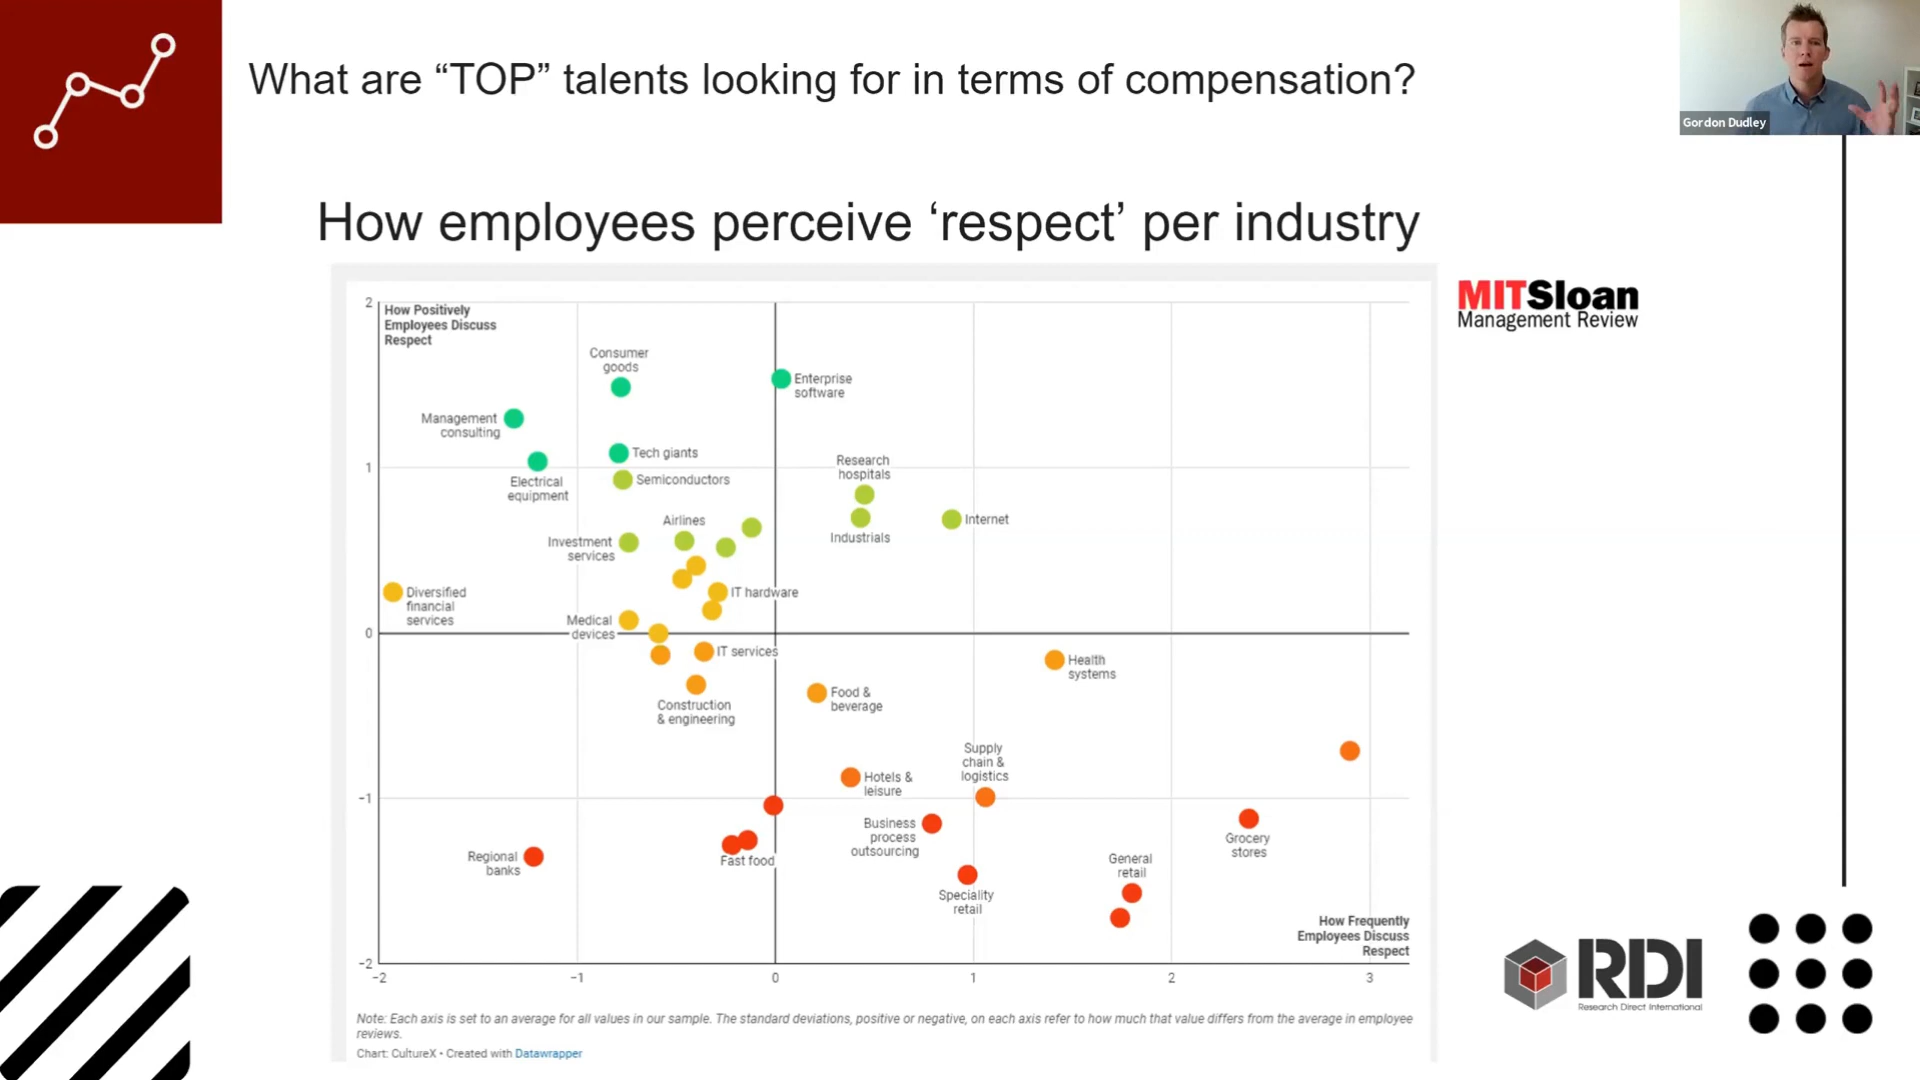 What are “TOP” talents looking for in terms of compensation?
Gordon Dudley
How employees perceive ‘respect’ per industry
MITSloan
Management Review
How Positively
Employees Discuss
Respect
2
1
0
−1
−2
Consumer
goods
Enterprise
software
Management
consulting
Tech giants
Electrical
equipment
Semiconductors
Research
hospitals
Airlines
Internet
Industrials
Investment
services
Diversified
financial
services
IT hardware
Medical
devices
IT services
Health
systems
Construction
& engineering
Food &
beverage
Supply
chain &
logistics
Hotels &
leisure
Business
process
outsourcing
Grocery
stores
Regional
banks
Fast food
General
retail
Speciality
retail
How Frequently
Employees Discuss
Respect
−2
−1
0
1
2
3
Note: Each axis is set to an average for all values in our sample. The standard deviations, positive or negative, on each axis refer to how much that value differs from the average in employee
reviews.
Chart: CultureX • Created with Datawrapper
RDI
Research Direct International